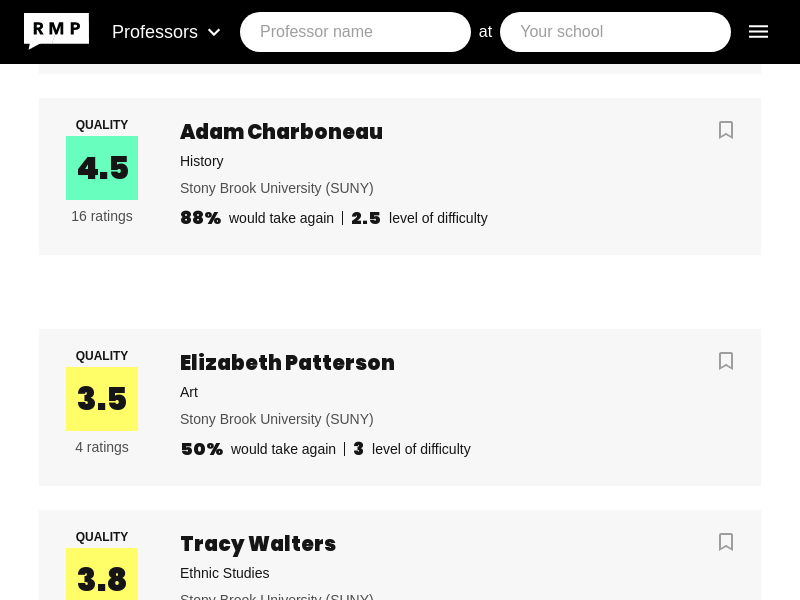 RMP
Professors
Professor name
at
Your school
QUALITY
4.5
16 ratings
Adam Charboneau
History
Stony Brook University (SUNY)
88% would take again | 2.5 level of difficulty
QUALITY
3.5
4 ratings
Elizabeth Patterson
Art
Stony Brook University (SUNY)
50% would take again | 3 level of difficulty
QUALITY
3.8
Tracy Walters
Ethnic Studies
Stony Brook University (SUNY)